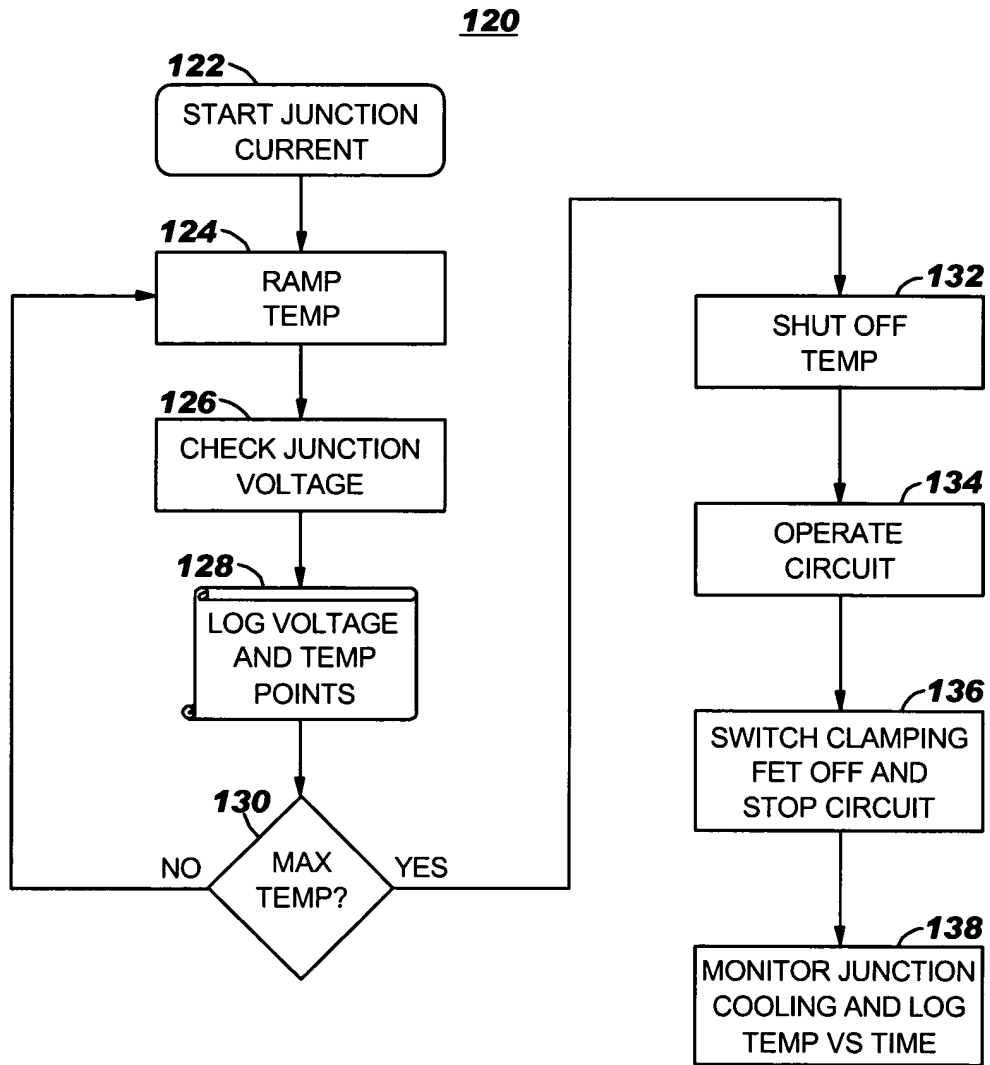 120
122
START JUNCTION
CURRENT
124
RAMP
TEMP
126
CHECK JUNCTION
VOLTAGE
128
LOG VOLTAGE
AND TEMP
POINTS
130
MAX
TEMP?
NO
YES
132
SHUT OFF
TEMP
134
OPERATE
CIRCUIT
136
SWITCH CLAMPING
FET OFF AND
STOP CIRCUIT
138
MONITOR JUNCTION
COOLING AND LOG
TEMP VS TIME